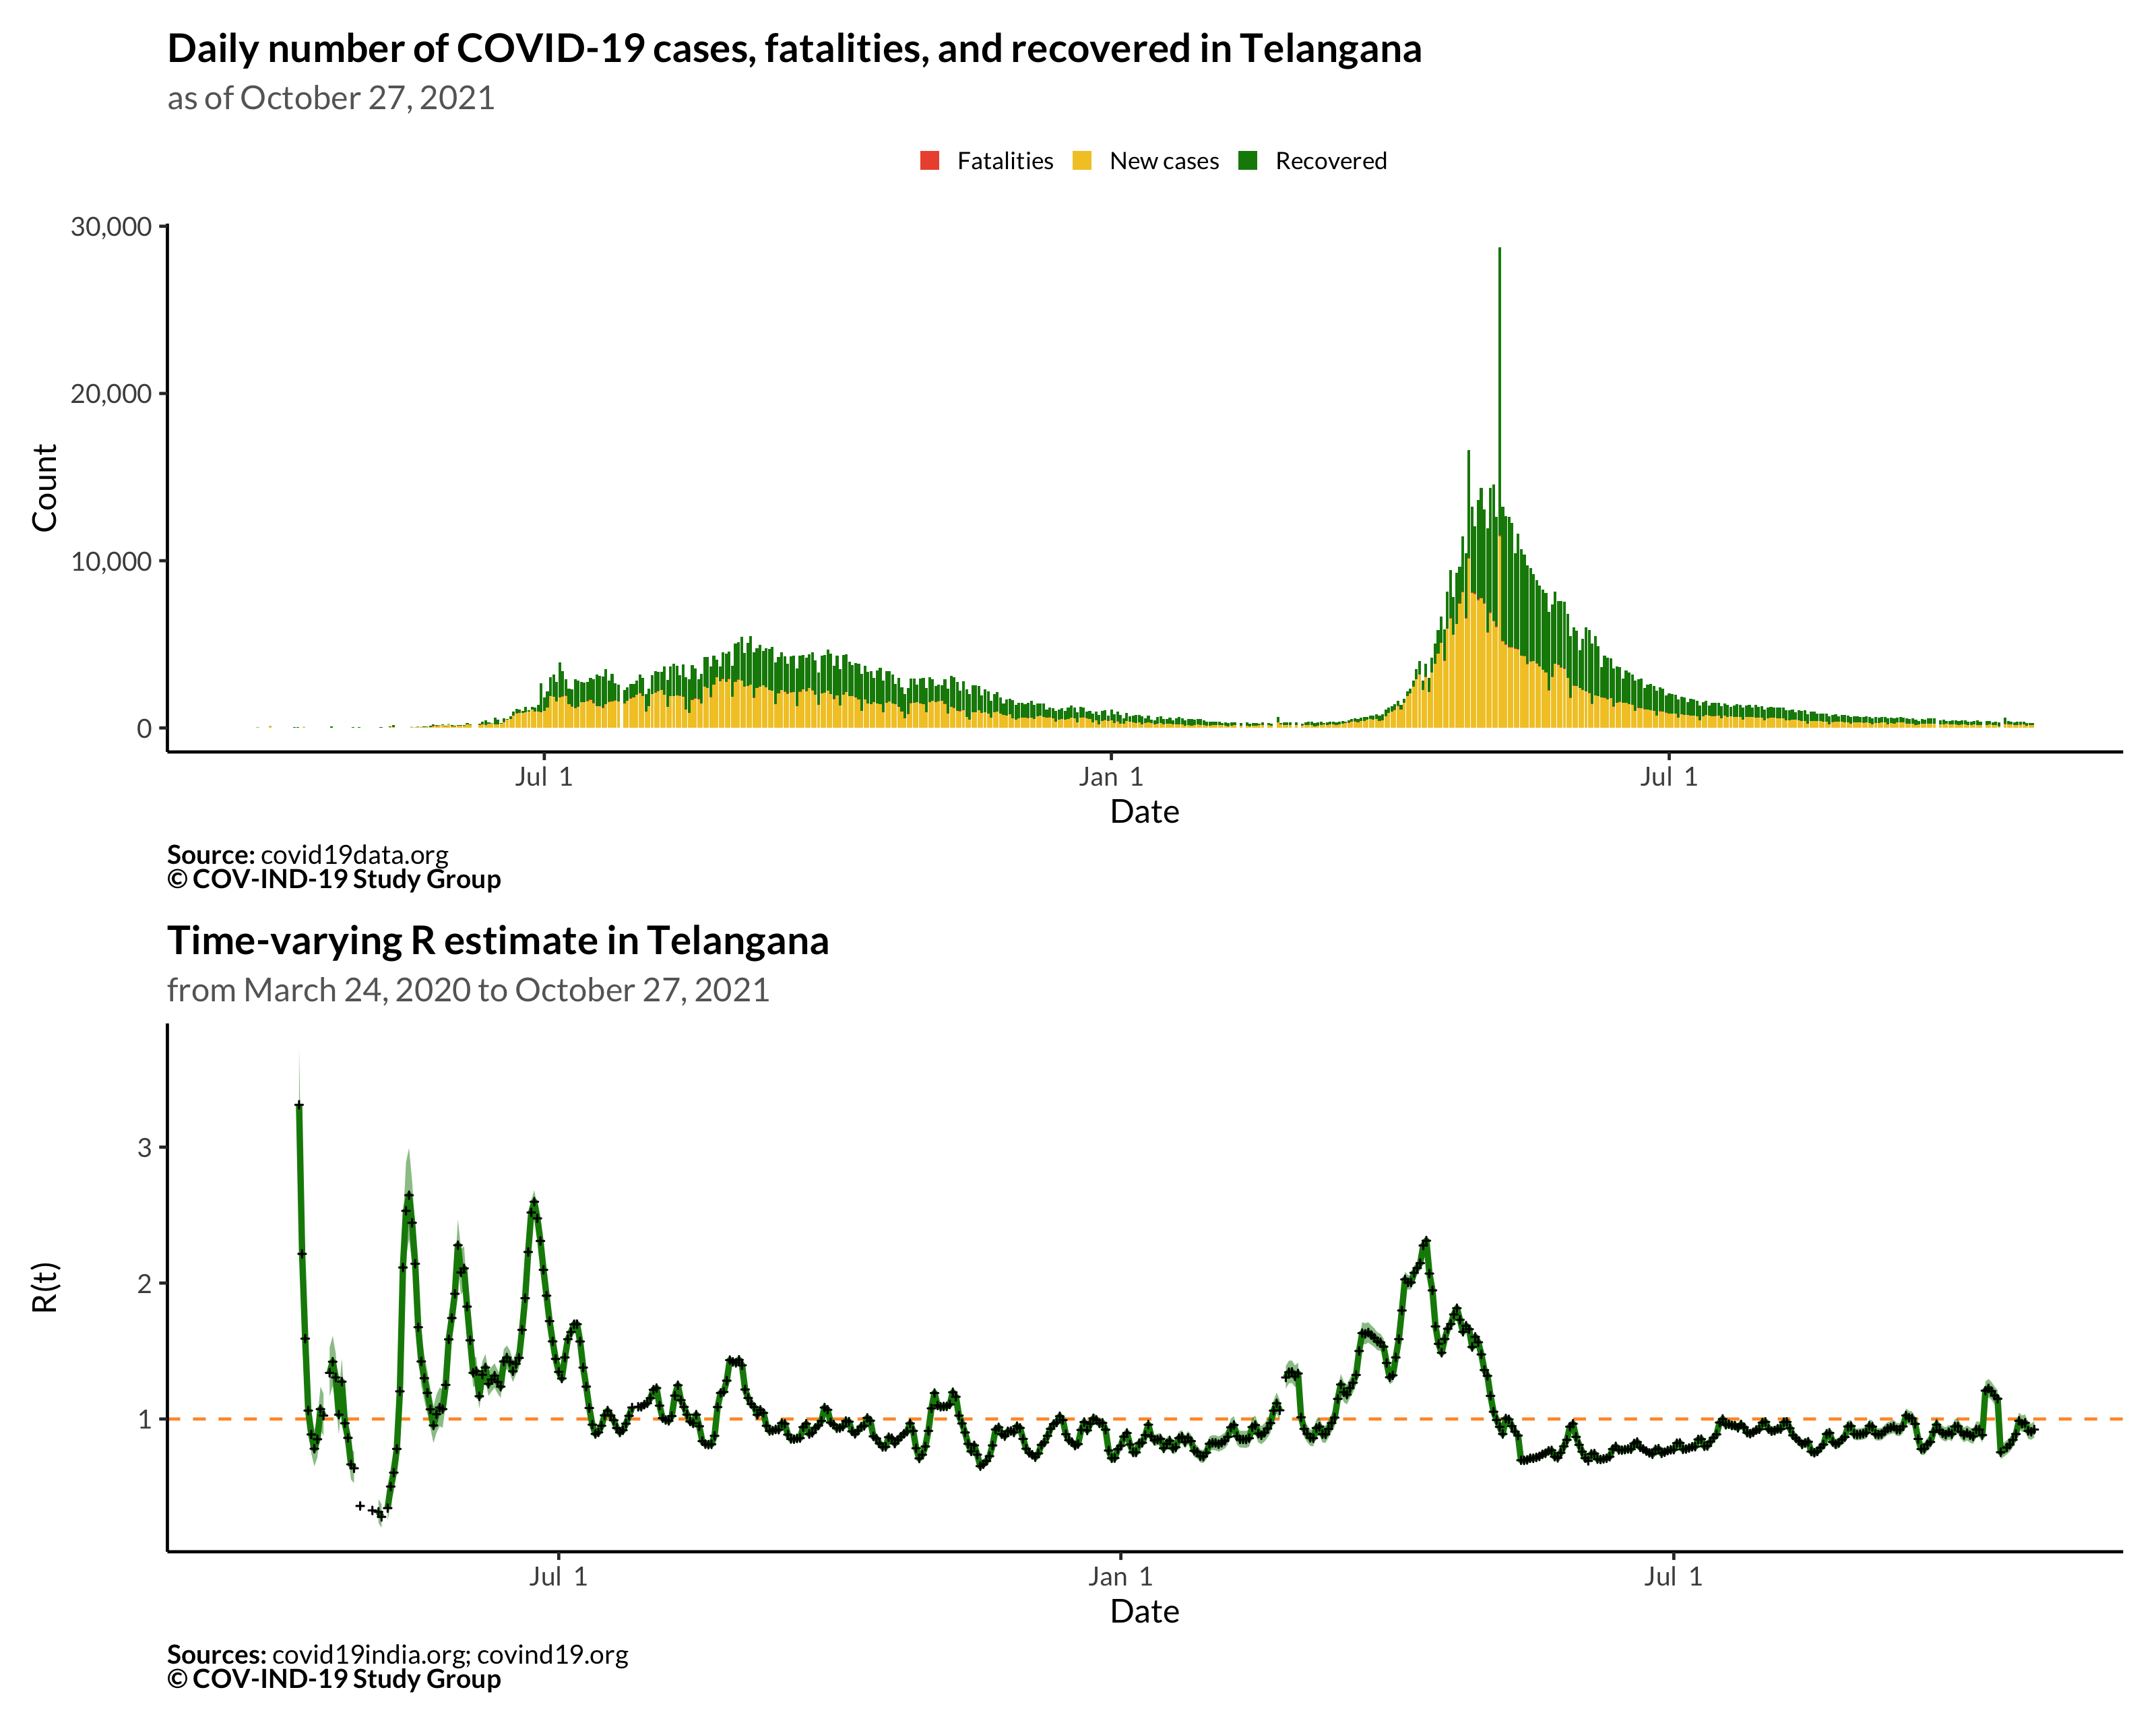 Daily number of COVID-19 cases, fatalities, and recovered in Telangana
as of October 27, 2021
Fatalities New cases Recovered
30,000
20,000
10,000
0
Count
Jul 1 Jan 1 Jul 1
Date
Source: covid19data.org
© COV-IND-19 Study Group
Time-varying R estimate in Telangana
from March 24, 2020 to October 27, 2021
3
2
1
R(t)
Jul 1 Jan 1 Jul 1
Date
Sources: covid19india.org; covind19.org
© COV-IND-19 Study Group